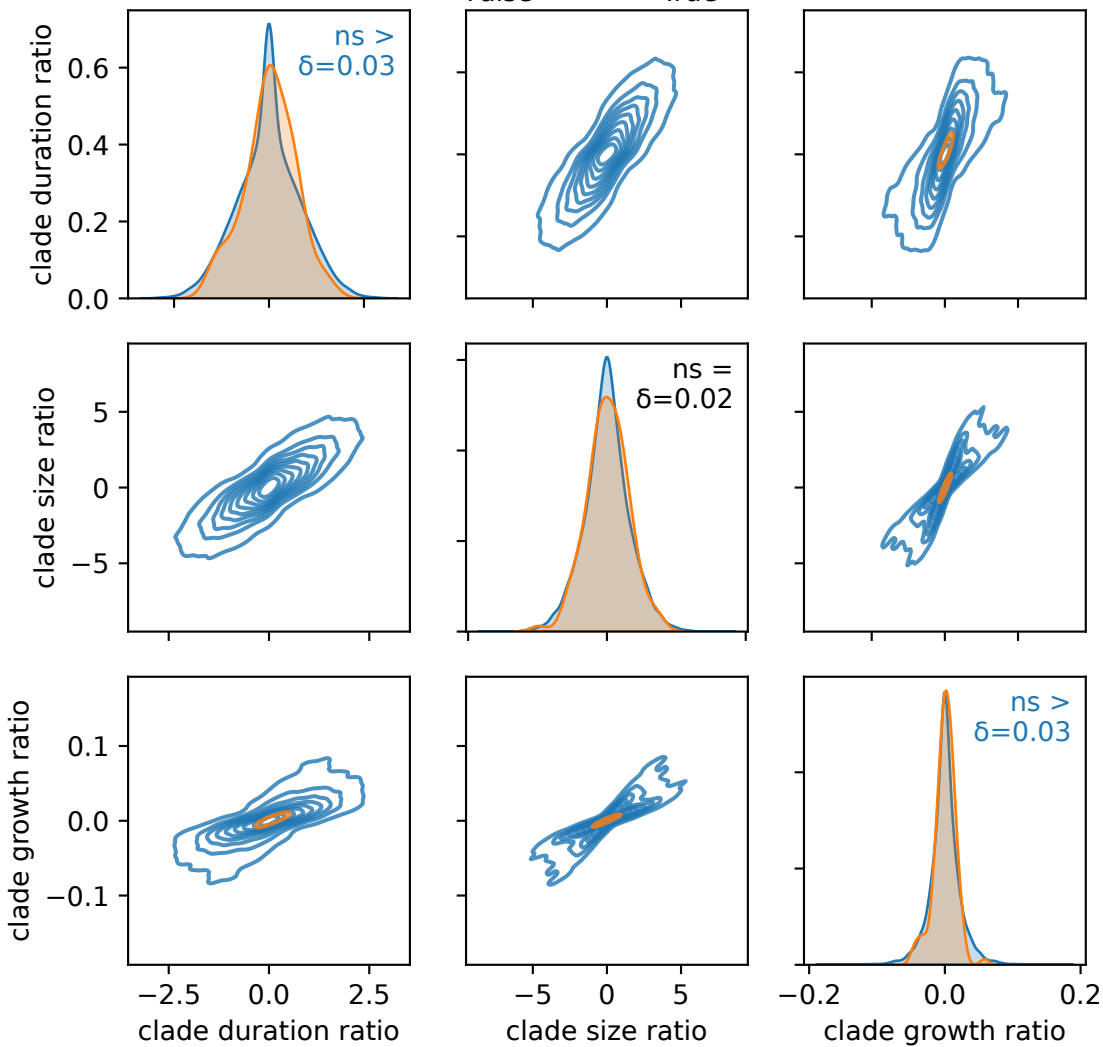 clade duration ratio
0.6
0.4
0.2
0.0
ns >
δ=0.03
clade size ratio
5
0
−5
ns =
δ=0.02
clade growth ratio
0.1
0.0
−0.1
ns >
δ=0.03
−2.5 0.0 2.5
−5 0 5
−0.2 0.0 0.2
clade duration ratio
clade size ratio
clade growth ratio